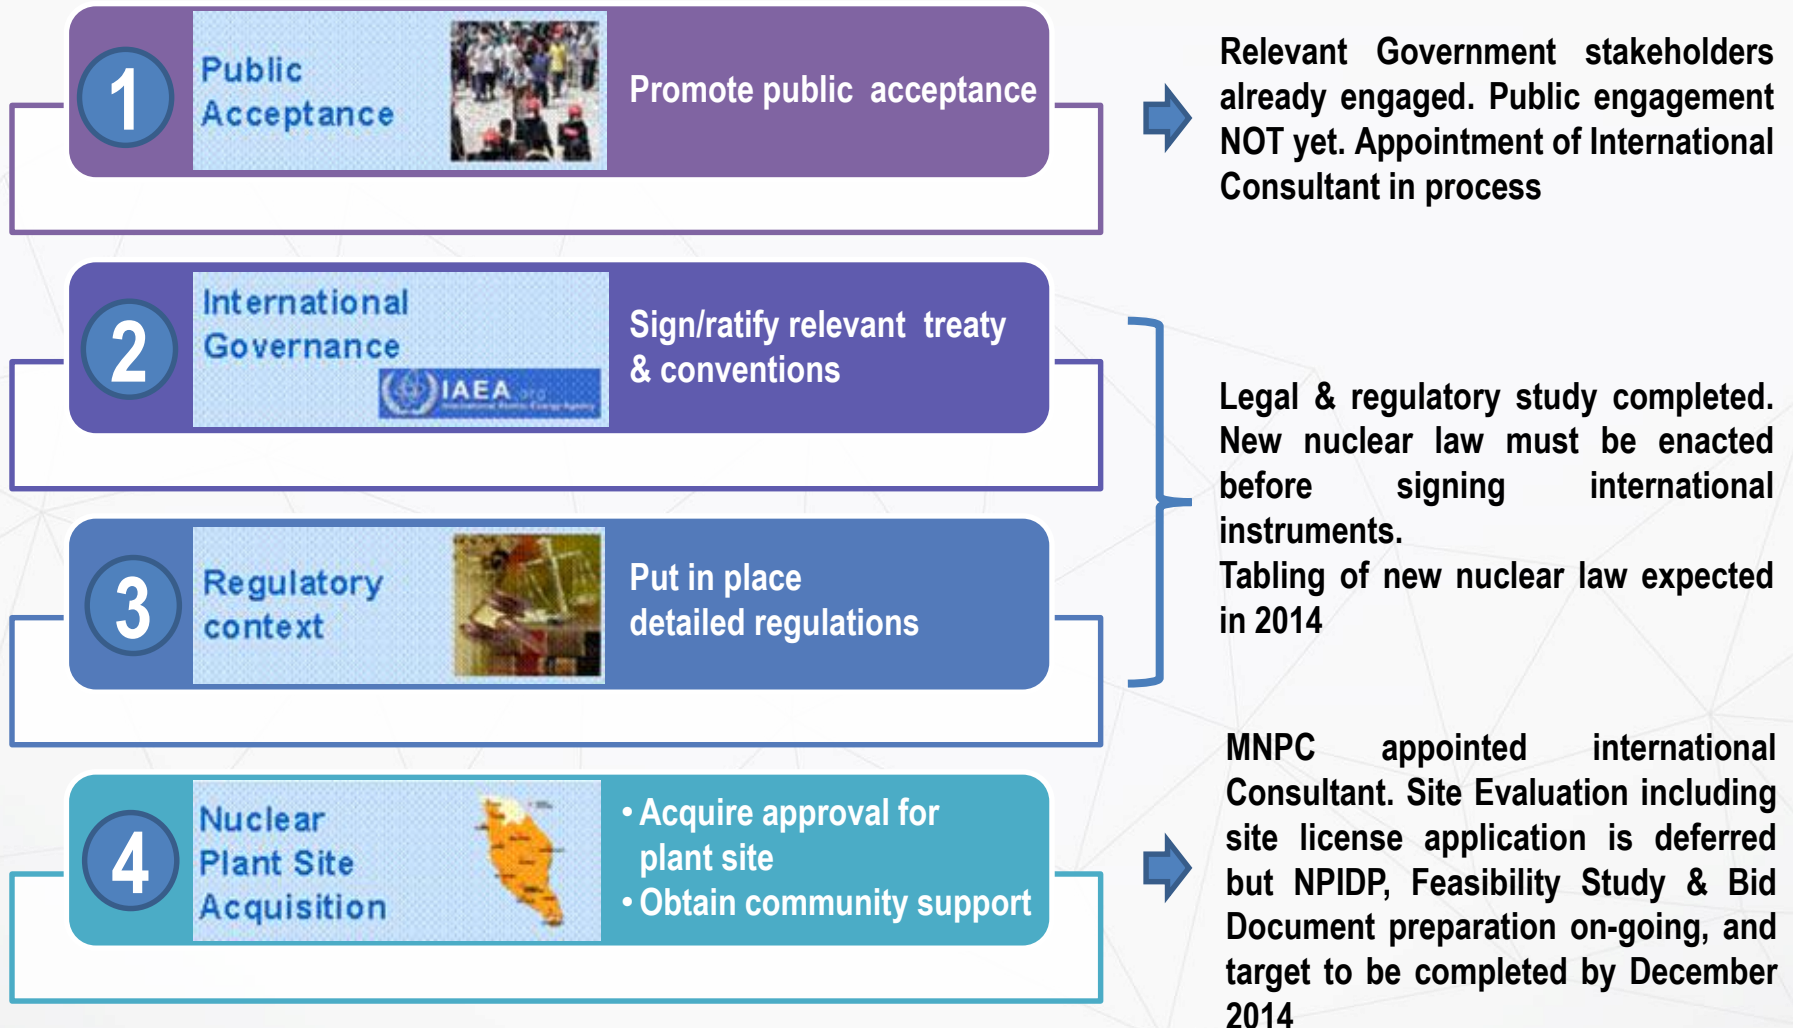 1
Public
Acceptance
Promote public acceptance
Relevant Government stakeholders
already engaged. Public engagement
NOT yet. Appointment of International
Consultant in process
2
International
Governance
IAEA.org
International Atomic Energy Agency
Sign/ratify relevant treaty
& conventions
3
Regulatory
context
Put in place
detailed regulations
Legal & regulatory study completed.
New nuclear law must be enacted
before signing international
instruments.
Tabling of new nuclear law expected
in 2014
4
Nuclear
Plant Site
Acquisition
• Acquire approval for
plant site
• Obtain community support
MNPC appointed international
Consultant. Site Evaluation including
site license application is deferred
but NPIDP, Feasibility Study & Bid
Document preparation on-going, and
target to be completed by December
2014